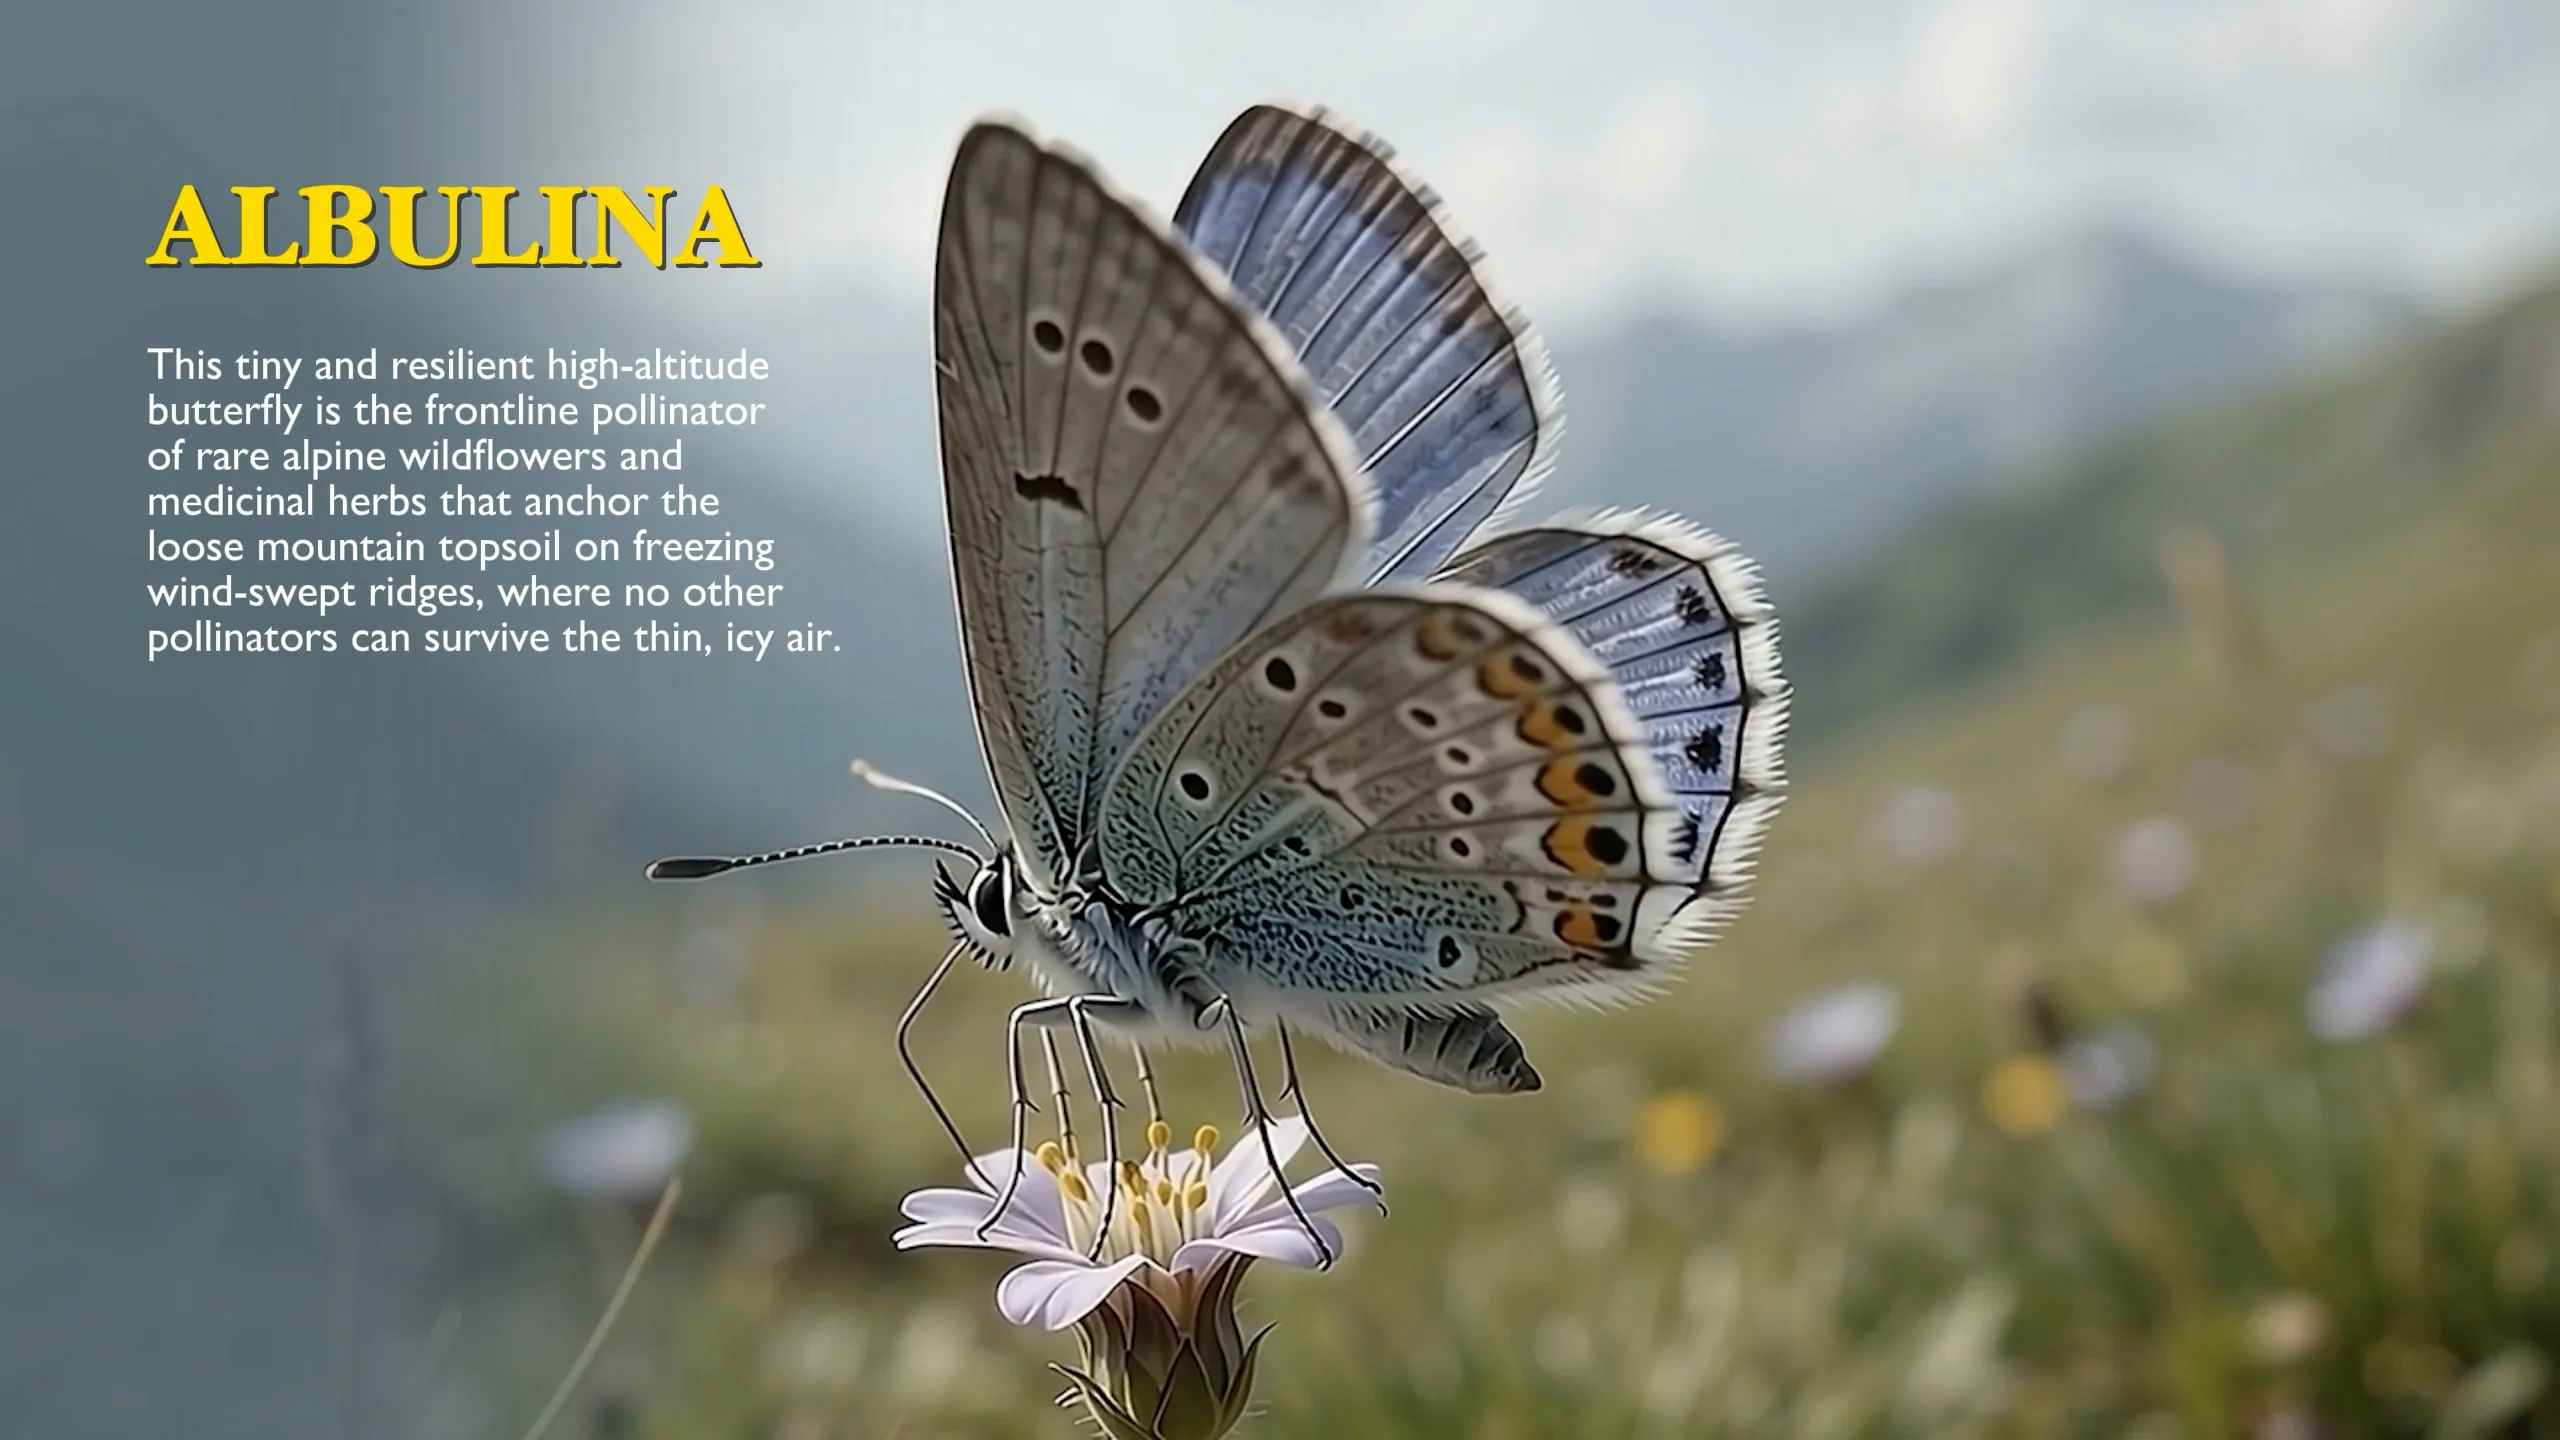 ALBULINA
This tiny and resilient high-altitude
butterfly is the frontline pollinator
of rare alpine wildflowers and
medicinal herbs that anchor the
loose mountain topsoil on freezing
wind-swept ridges, where no other
pollinators can survive the thin, icy air.